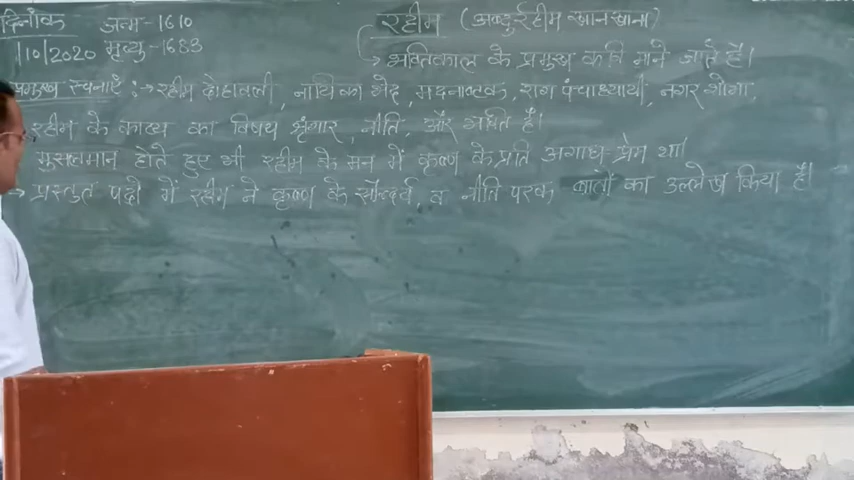 दिनाँक जन्म-1610 रहीम (अब्दुर्रहीम खानखाना)
1/10/2020 मृत्यु-1683 → भक्तिकाल के प्रमुख कवि माने जाते है।
प्रमुख रचनाएँ :→ रहीम दोहावली, नायिका भेद, मदनाष्टक, रास पंचाध्यायी, नगर शोभा,
रहीम के काव्य का विषय श्रृंगार, नीति, और भक्ति है।
मुसलमान होते हुए भी रहीम के मन में कृष्ण के प्रति अगाध प्रेम था।
→ प्रस्तुत पदों में रहीम ने कृष्ण के सौन्दर्य, व नीति परक बातों का उल्लेख किया है।